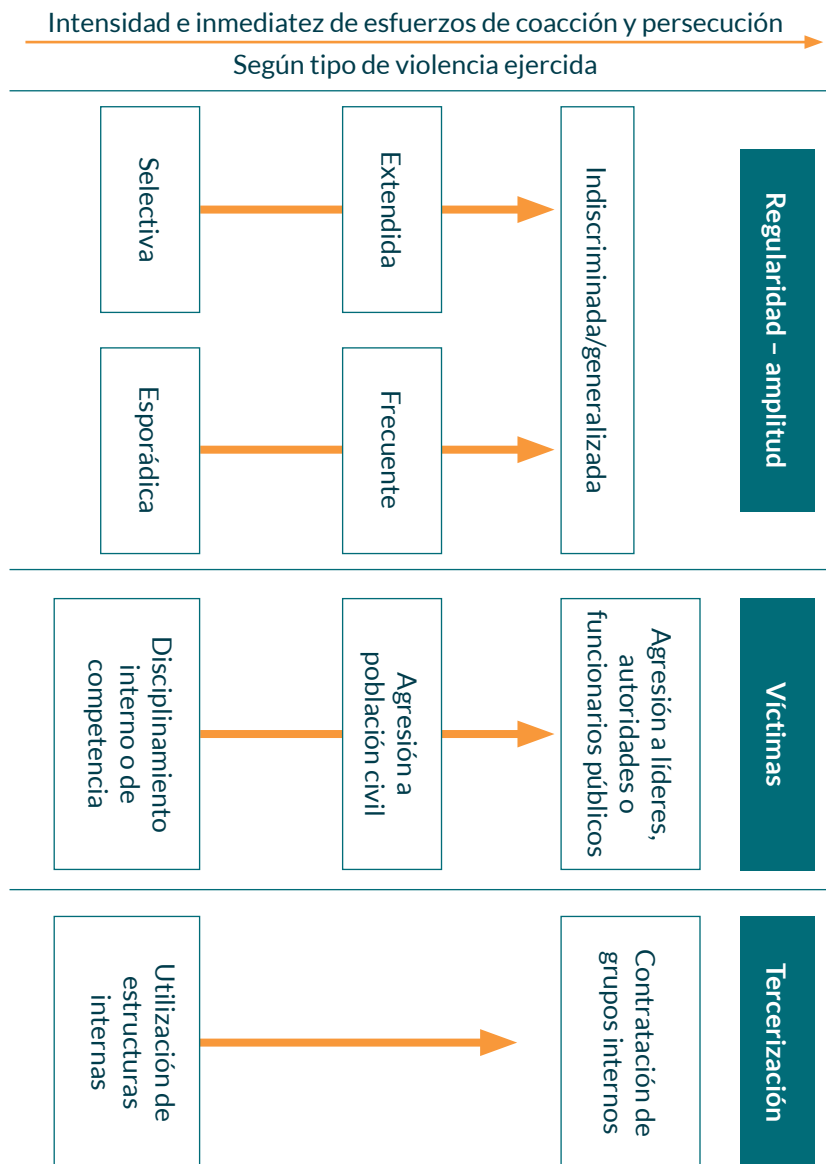 Intensidad e inmediatez de esfuerzos de coacción y persecución
Según tipo de violencia ejercida
Regularidad – amplitud
Selectiva
Extendida
Indiscriminada/generalizada
Esporádica
Frecuente
Víctimas
Disciplinamiento
interno o de
competencia
Agresión a
población civil
Agresión a líderes,
autoridades o
funcionarios públicos
Tercerización
Utilización de
estructuras
internas
Contratación de
grupos internos